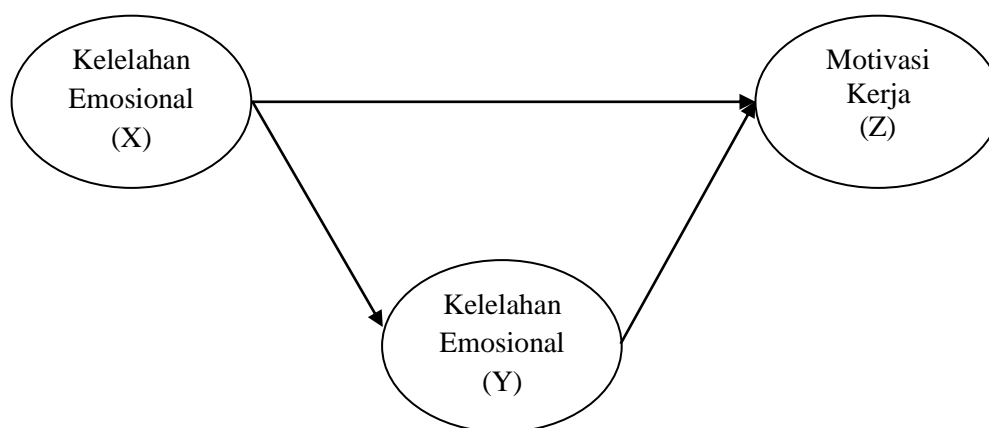 Kelelahan
Emosional
(X)
Motivasi
Kerja
(Z)
Kelelahan
Emosional
(Y)